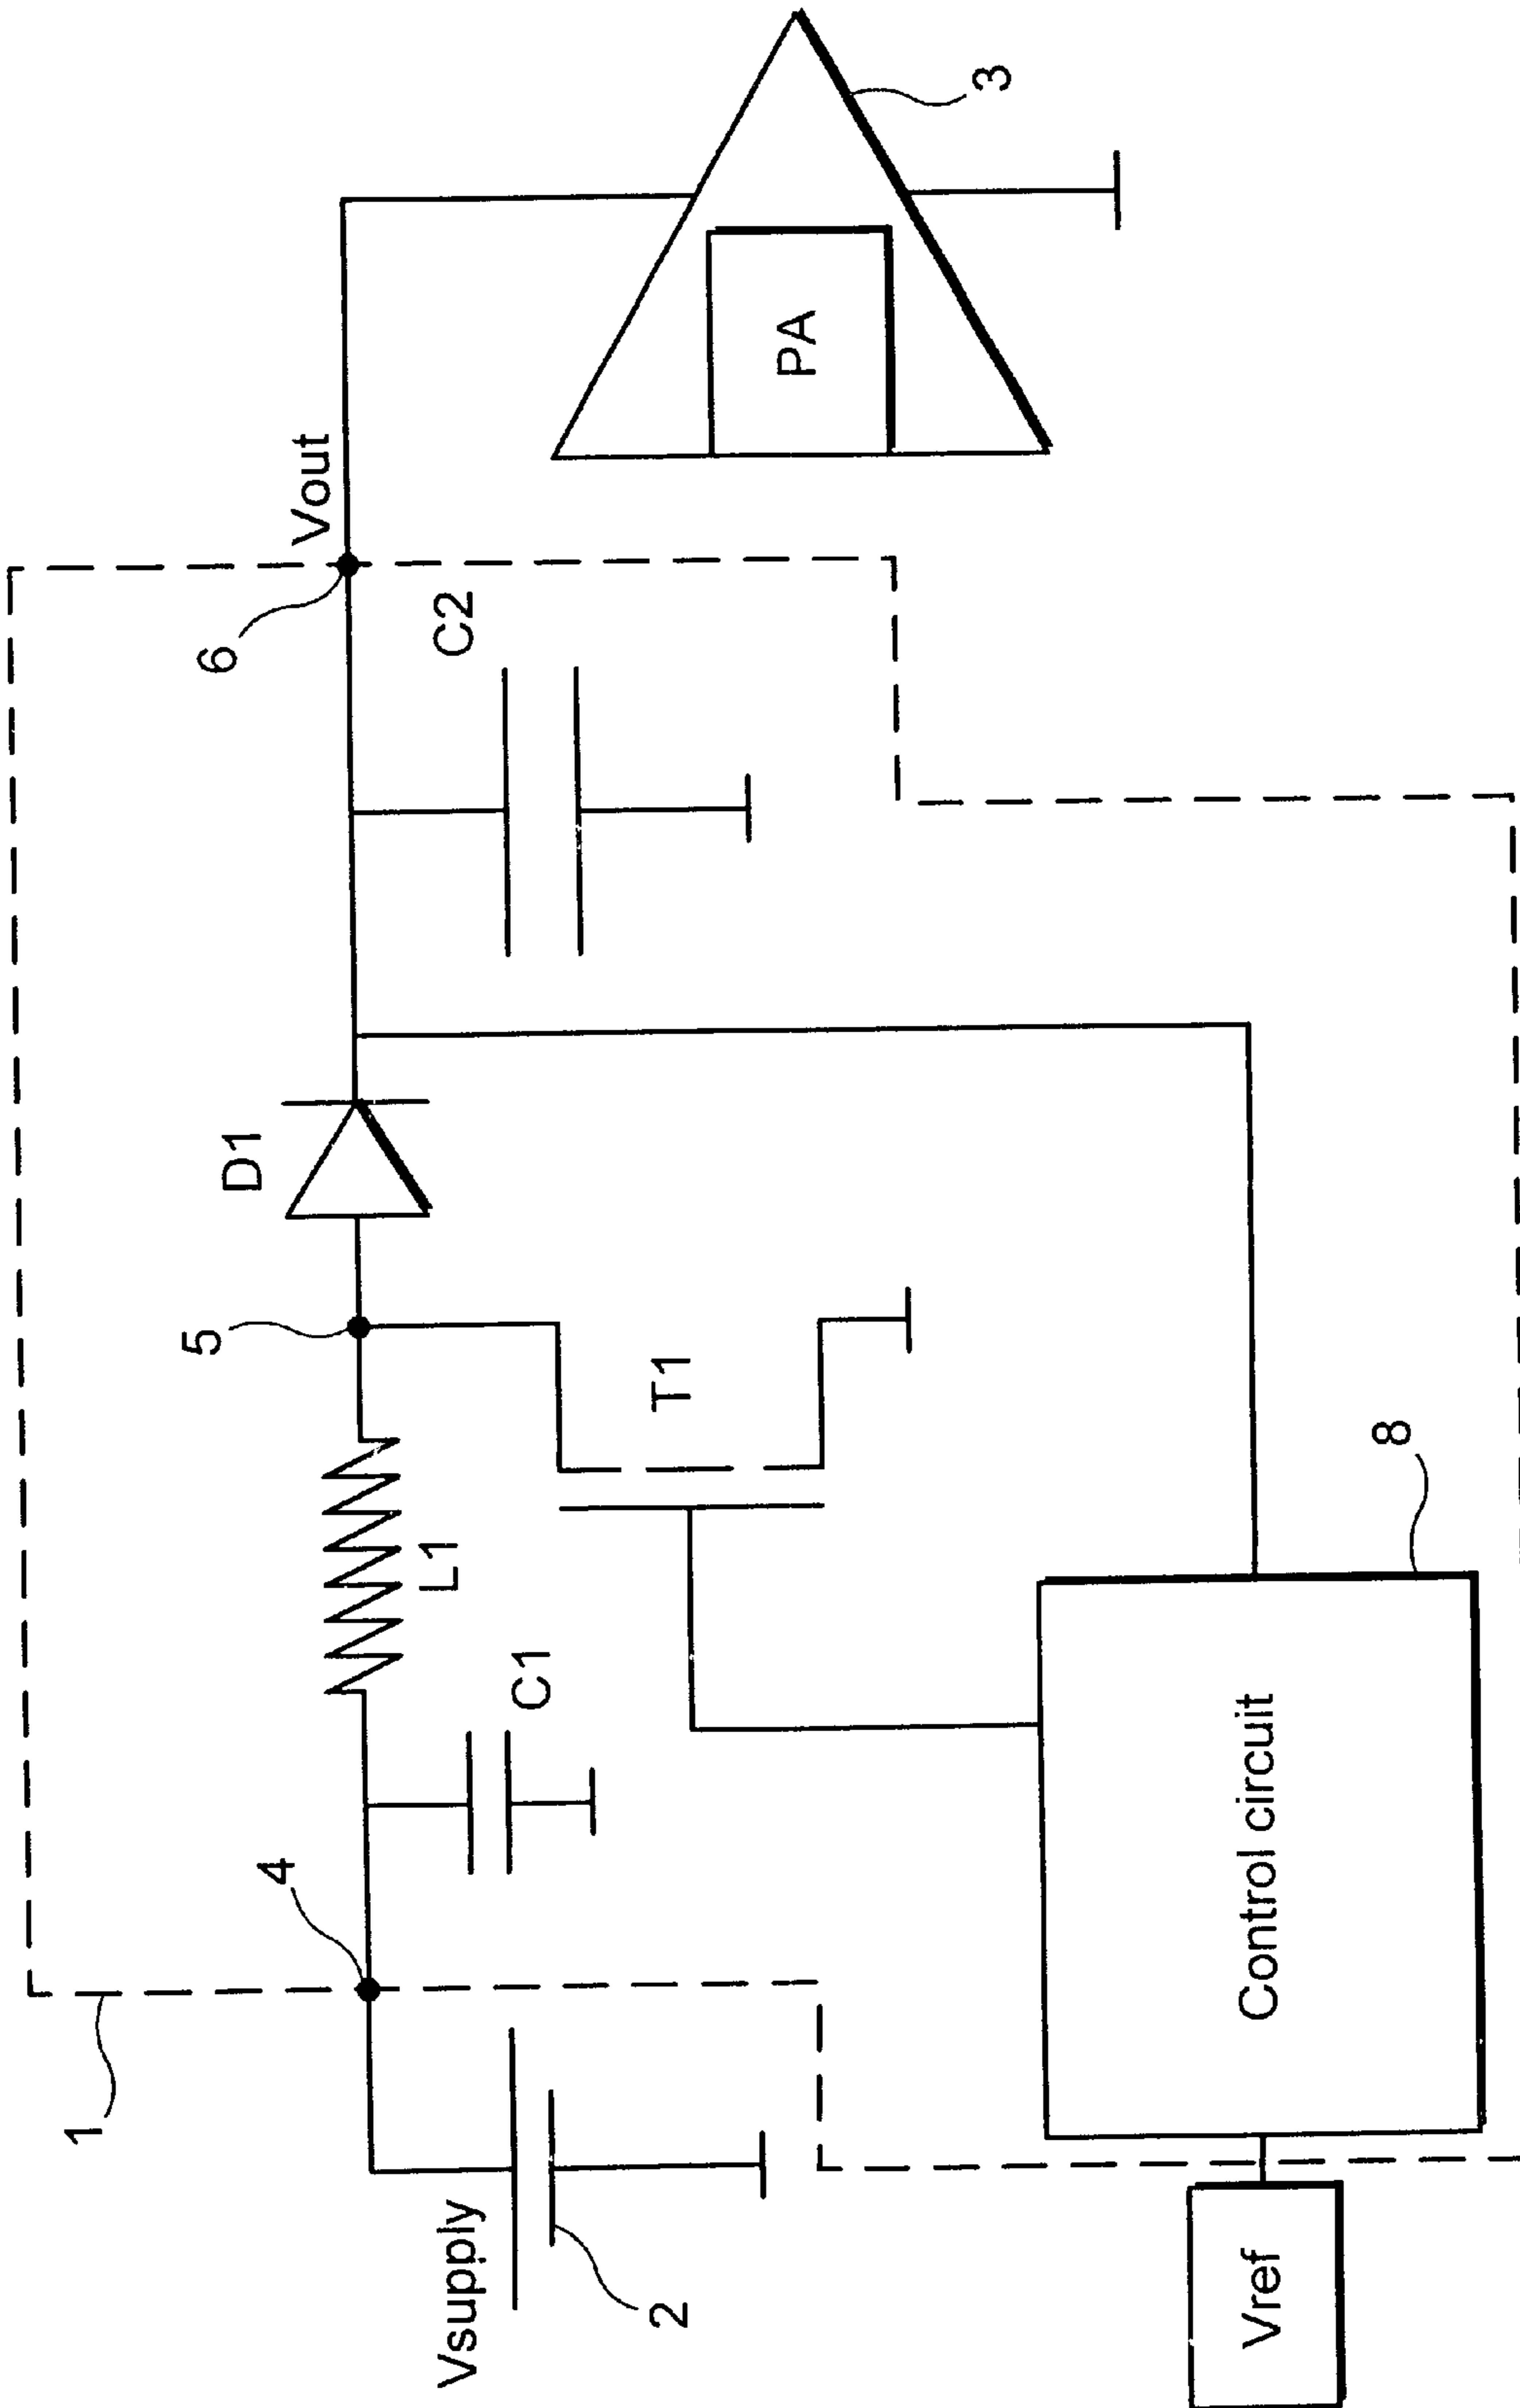 1
Vsupply
2
4
C1
L1
5
T1
D1
6
C2
Vout
PA
3
Vref
Control circuit
8